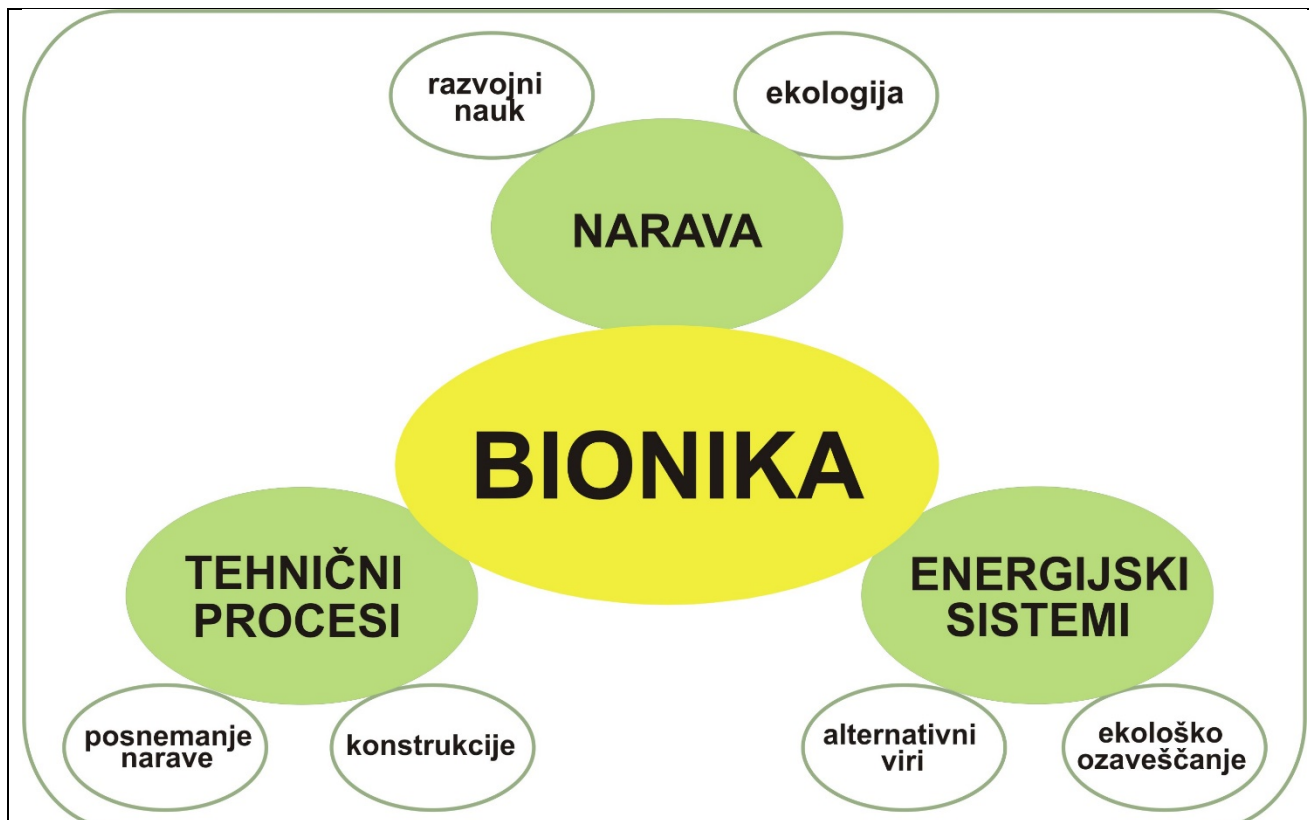 razvojni
nauk
ekologija
NARAVA
BIONIKA
TEHNIČNI
PROCESI
ENERGIJSKI
SISTEMI
posnemanje
narave
konstrukcije
alternativni
viri
ekološko
ozaveščanje